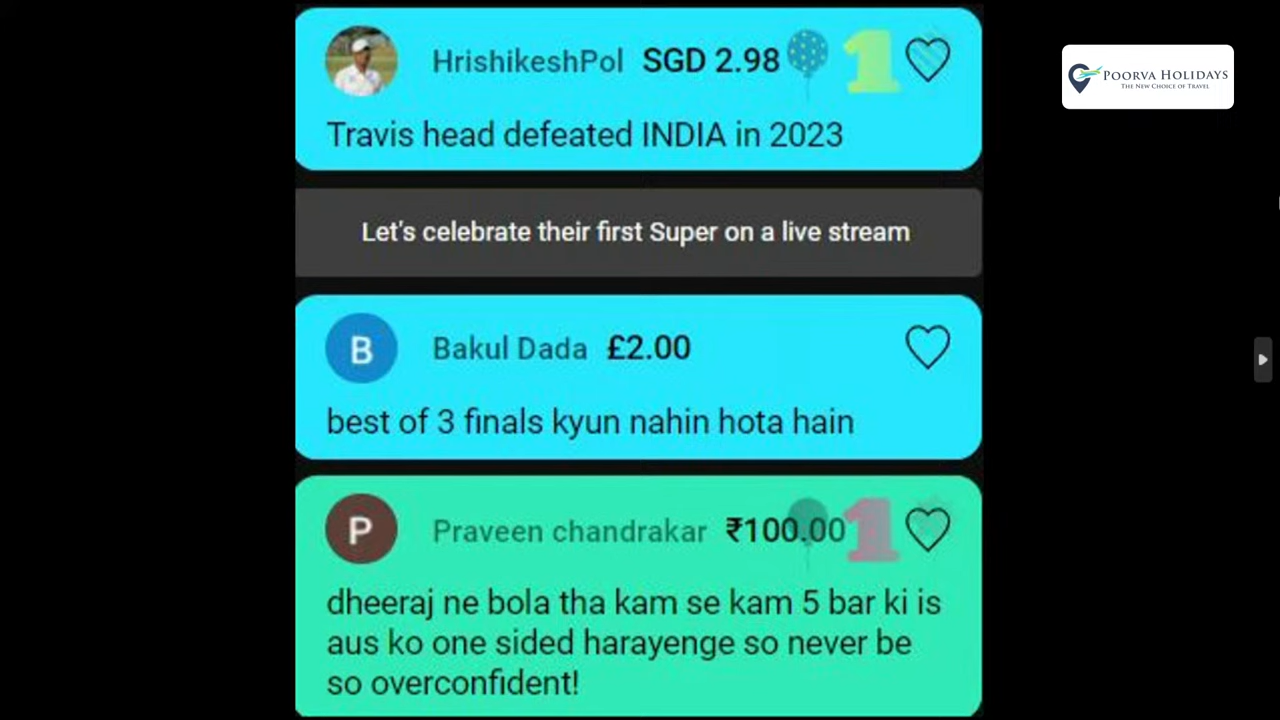 HrishikeshPol SGD 2.98 1
Travis head defeated INDIA in 2023
Let's celebrate their first Super on a live stream
B Bakul Dada £2.00
best of 3 finals kyun nahin hota hain
P Praveen chandrakar ₹100.00 1
dheeraj ne bola tha kam se kam 5 bar ki is
aus ko one sided harayenge so never be
so overconfident!
POORVA HOLIDAYS
THE NEW CHOICE OF TRAVEL